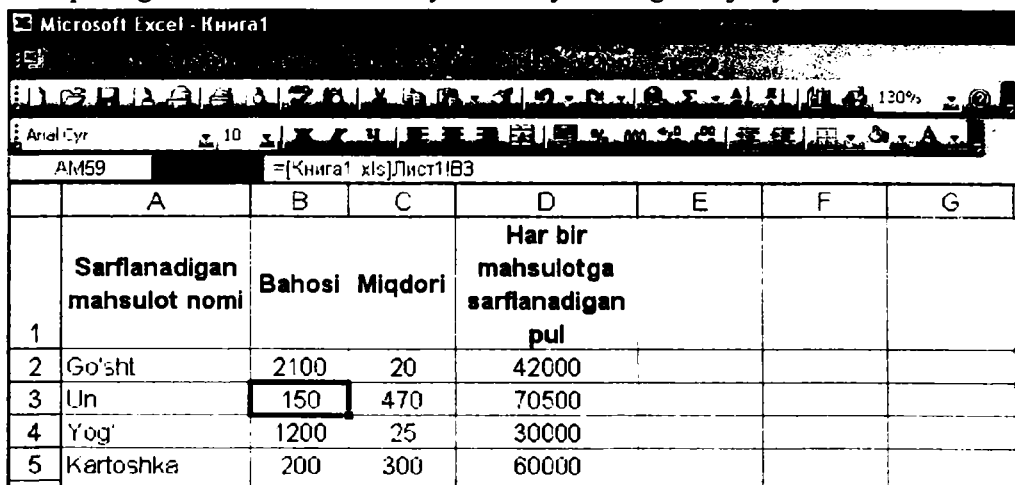 Microsoft Excel - Книга1
130%
Arial Cyr 10 Ж К Ч
AM59 =[Книга1 xls]Лист1!B3
A B C D E F G
1 Sarflanadigan mahsulot nomi Bahosi Miqdori Har bir mahsulotga sarflanadigan pul
2 Go'sht 2100 20 42000
3 Un 150 470 70500
4 Yog' 1200 25 30000
5 Kartoshka 200 300 60000